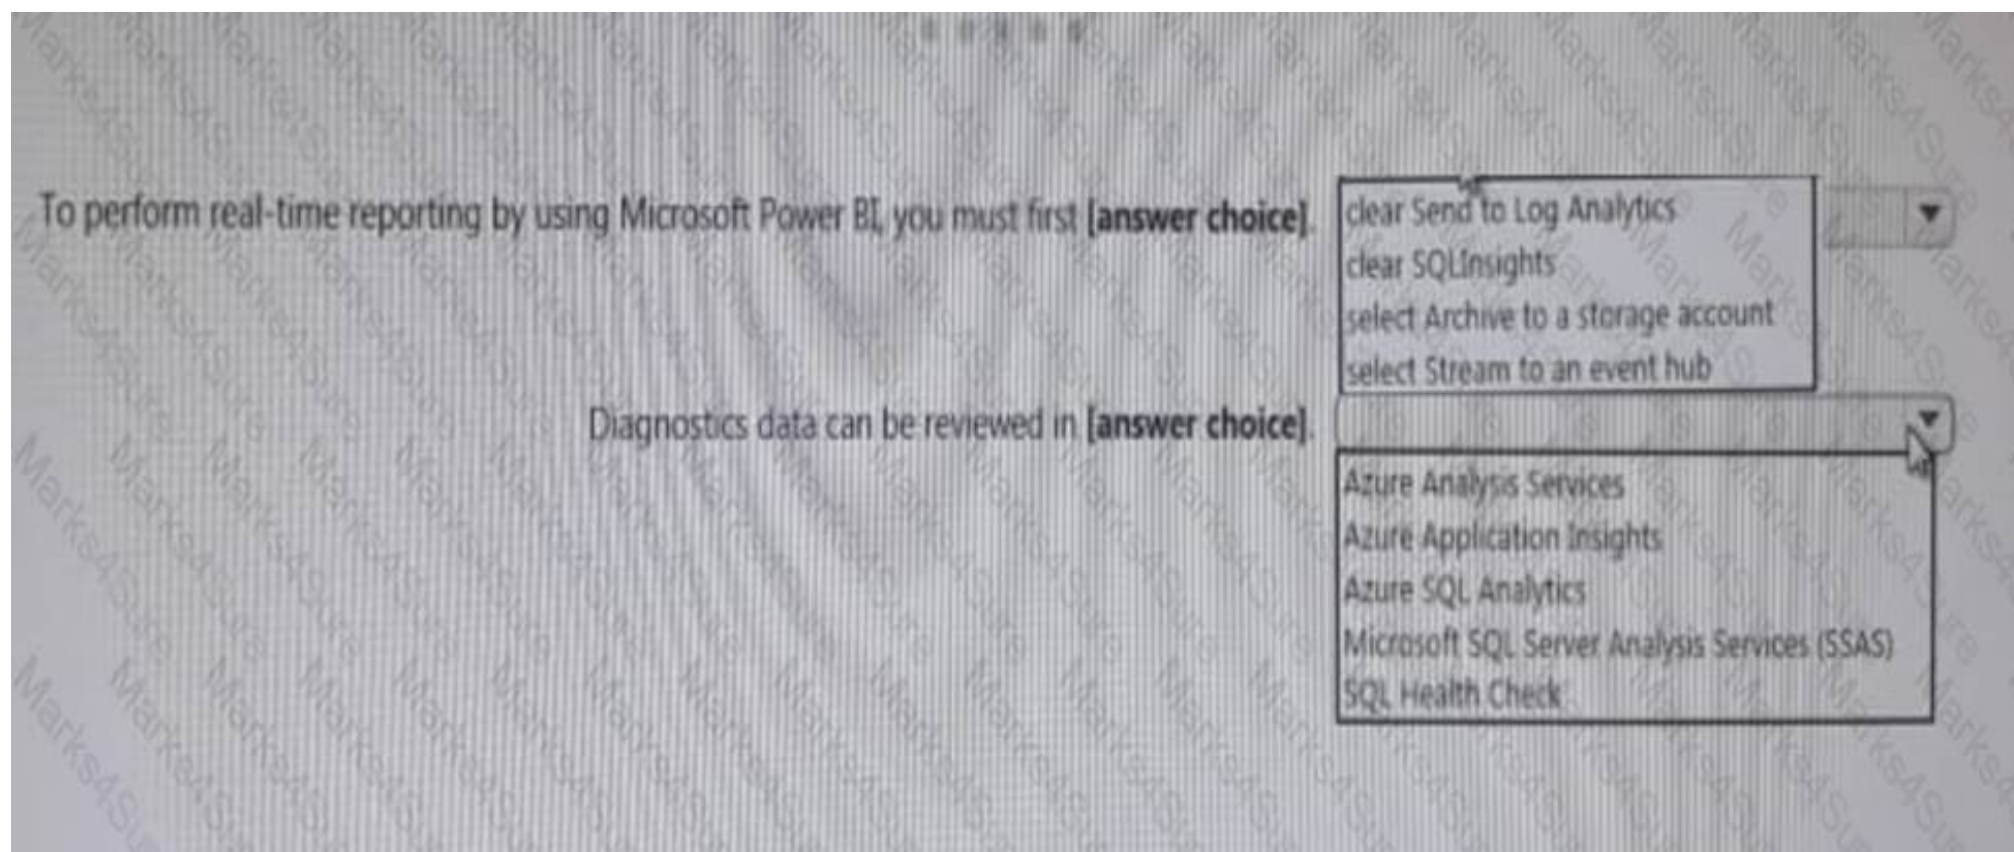 To perform real-time reporting by using Microsoft Power BI, you must first [answer choice].
clear Send to Log Analytics
clear SQLInsights
select Archive to a storage account
select Stream to an event hub
Diagnostics data can be reviewed in [answer choice].
Azure Analysis Services
Azure Application Insights
Azure SQL Analytics
Microsoft SQL Server Analysis Services (SSAS)
SQL Health Check
Marks4Sure